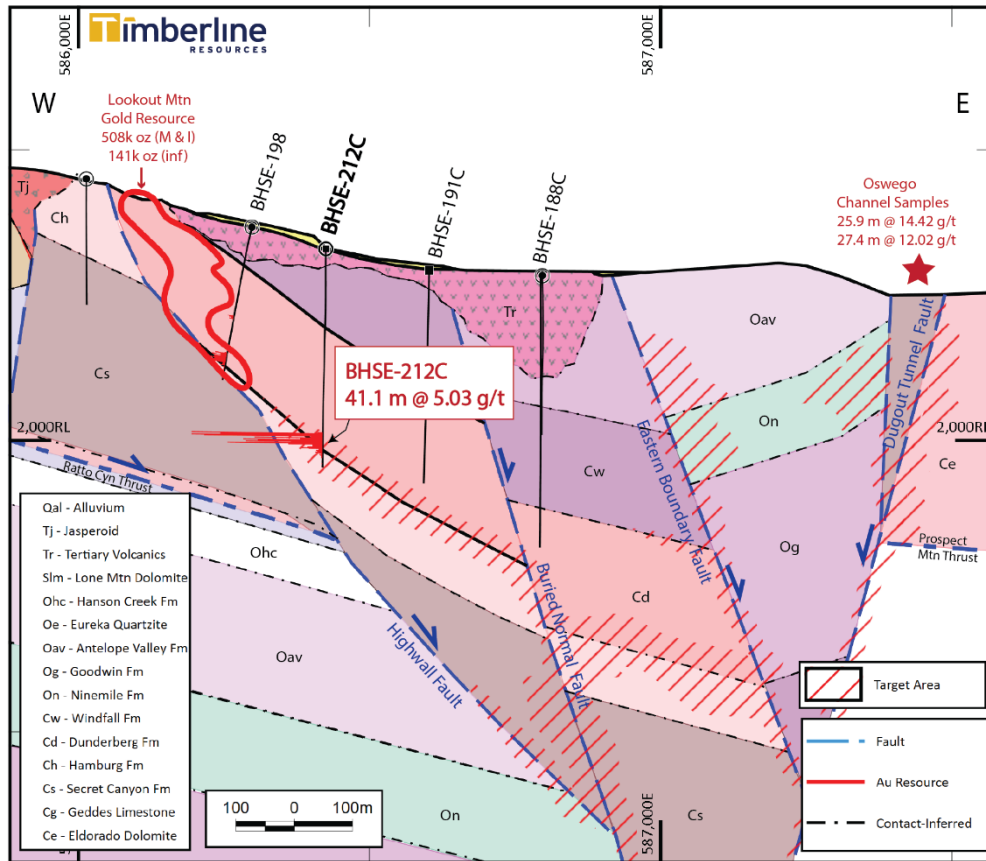 586,000E
Timberline
RESOURCES
587,000E
W
E
Lookout Mtn
Gold Resource
508k oz (M & I)
141k oz (inf)
BHSE-198
BHSE-212C
BHSE-191C
BHSE-188C
Oswego
Channel Samples
25.9 m @ 14.42 g/t
27.4 m @ 12.02 g/t
Tj
Ch
Tr
Oav
Cs
BHSE-212C
41.1 m @ 5.03 g/t
On
Dugout Tunnel Fault
Eastern Boundary Fault
2,000RL
2,000RL
Ratto Cyn Thrust
Cw
Ce
Prospect
Mtn Thrust
Ohc
Og
Cd
Buried Normal Fault
Highwall Fault
Oav
On
Cs
587,000E
Qal - Alluvium
Tj - Jasperoid
Tr - Tertiary Volcanics
Slm - Lone Mtn Dolomite
Ohc - Hanson Creek Fm
Oe - Eureka Quartzite
Oav - Antelope Valley Fm
Og - Goodwin Fm
On - Ninemile Fm
Cw - Windfall Fm
Cd - Dunderberg Fm
Ch - Hamburg Fm
Cs - Secret Canyon Fm
Cg - Geddes Limestone
Ce - Eldorado Dolomite
100 0 100m
Target Area
Fault
Au Resource
Contact-Inferred